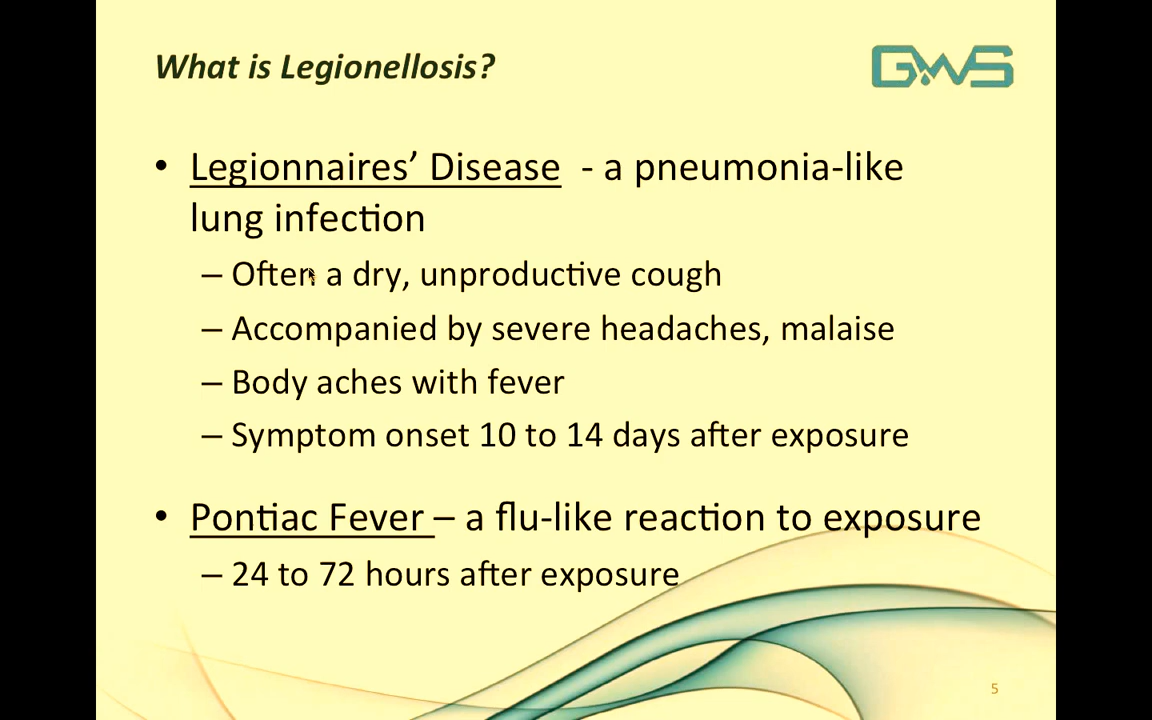 What is Legionellosis?
GWS
• Legionnaires’ Disease - a pneumonia-like
lung infection
– Often a dry, unproductive cough
– Accompanied by severe headaches, malaise
– Body aches with fever
– Symptom onset 10 to 14 days after exposure
• Pontiac Fever – a flu-like reaction to exposure
– 24 to 72 hours after exposure
5